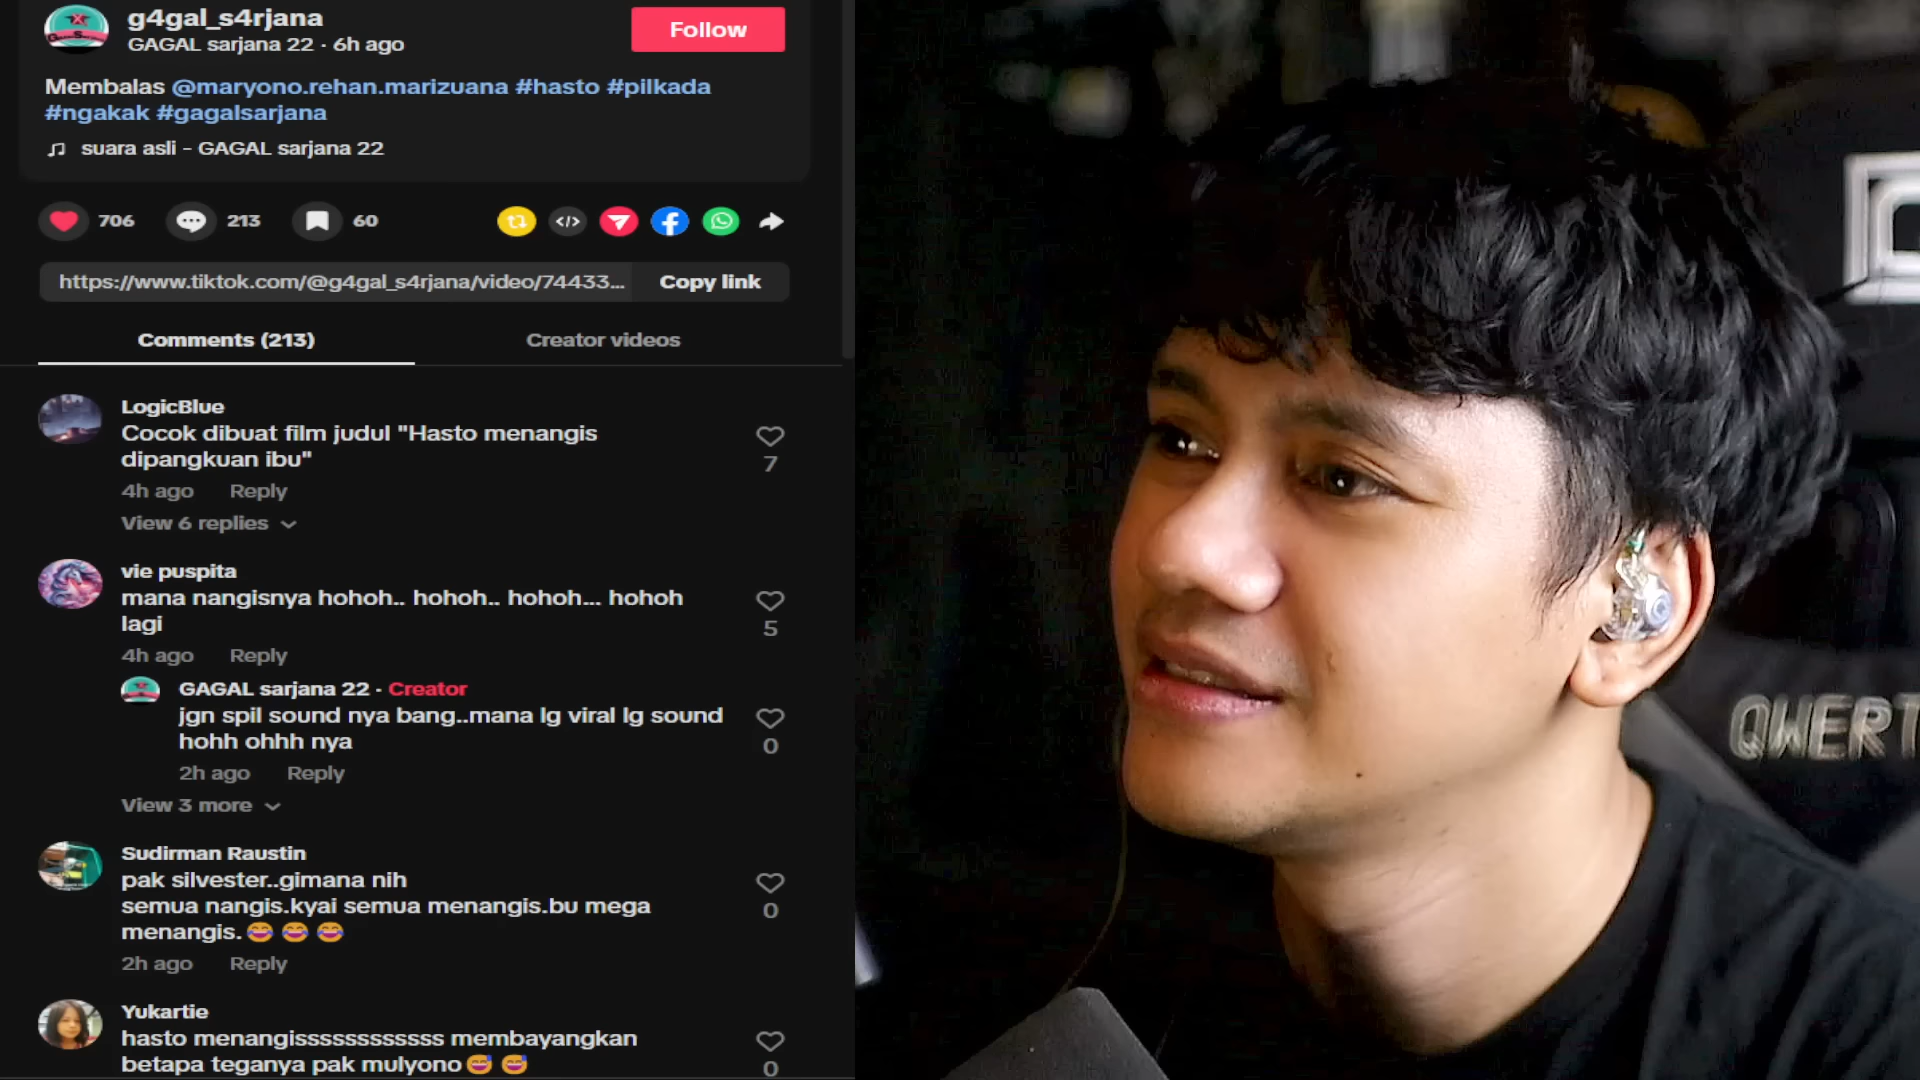 g4gal_s4rjana
GAGAL sarjana 22 · 6h ago
Follow
Membalas @maryono.rehan.marizuana #hasto #pilkada
#ngakak #gagalsarjana
suara asli - GAGAL sarjana 22
706
213
60
https://www.tiktok.com/@g4gal_s4rjana/video/74433...
Copy link
Comments (213)
Creator videos
LogicBlue
Cocok dibuat film judul "Hasto menangis
dipangkuan ibu"
7
4h ago Reply
View 6 replies
vie puspita
mana nangisnya hohoh.. hohoh.. hohoh... hohoh
lagi
5
4h ago Reply
GAGAL sarjana 22 · Creator
jgn spil sound nya bang..mana lg viral lg sound
hohh ohhh nya
0
2h ago Reply
View 3 more
Sudirman Raustin
pak silvester..gimana nih
semua nangis.kyai semua menangis.bu mega
menangis.😂😂😂
0
2h ago Reply
Yukartie
hasto menangissssssssssss membayangkan
betapa teganya pak mulyono😅😅
0
QWERT